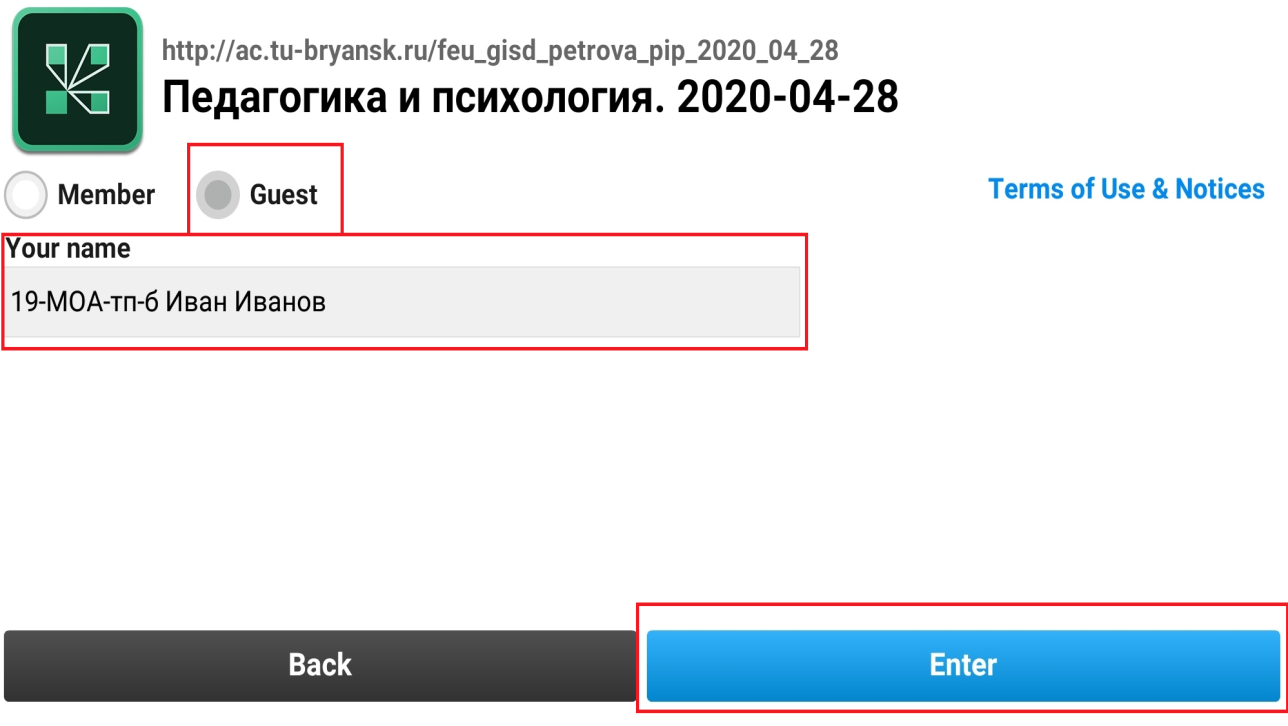 http://ac.tu-bryansk.ru/feu_gisd_petrova_pip_2020_04_28
Педагогика и психология. 2020-04-28
Member Guest Terms of Use & Notices
Your name
19-МОА-тп-б Иван Иванов
Back Enter